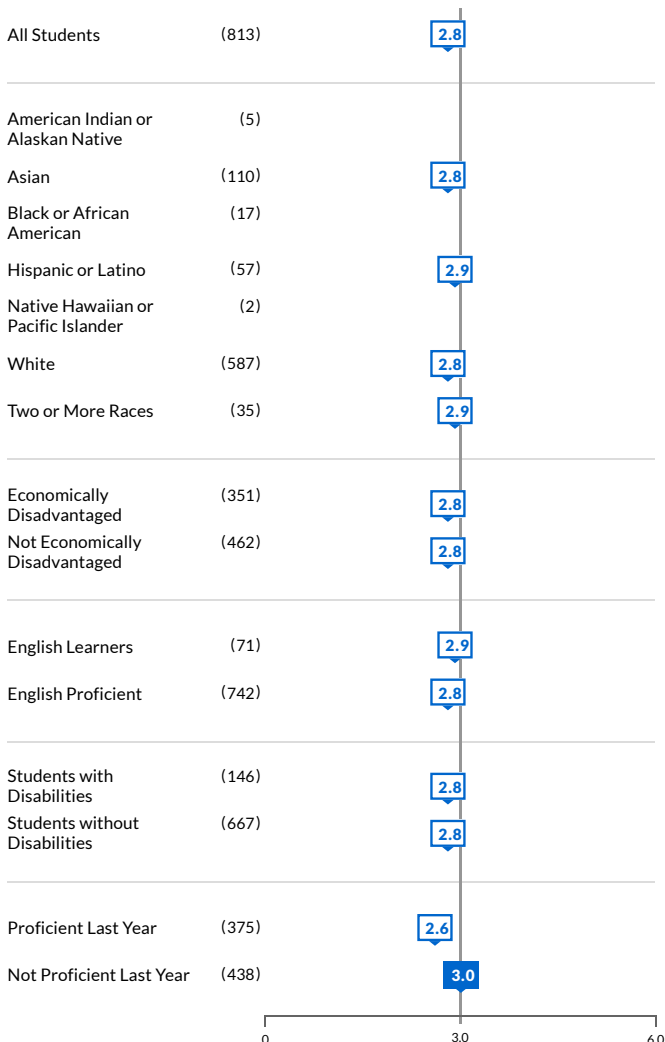 All Students (813) 2.8
American Indian or (5)
Alaskan Native
Asian (110) 2.8
Black or African (17)
American
Hispanic or Latino (57) 2.9
Native Hawaiian or (2)
Pacific Islander
White (587) 2.8
Two or More Races (35) 2.9
Economically (351) 2.8
Disadvantaged
Not Economically (462) 2.8
Disadvantaged
English Learners (71) 2.9
English Proficient (742) 2.8
Students with (146) 2.8
Disabilities
Students without (667) 2.8
Disabilities
Proficient Last Year (375) 2.6
Not Proficient Last Year (438) 3.0
0 3.0 6.0